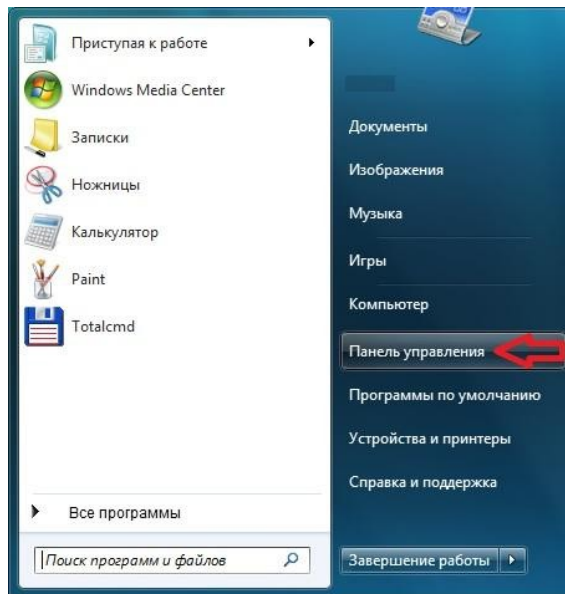 Приступая к работе
Windows Media Center
Записки
Ножницы
Калькулятор
Paint
Totalcmd
Все программы
Поиск программ и файлов
Документы
Изображения
Музыка
Игры
Компьютер
Панель управления
Программы по умолчанию
Устройства и принтеры
Справка и поддержка
Завершение работы